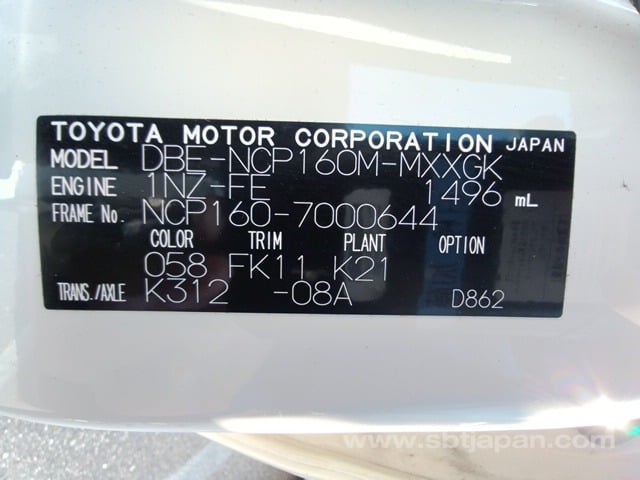 TOYOTA MOTOR CORPORATION JAPAN
MODEL DBE-NCP160M-MXXGK
ENGINE 1NZ-FE 1496 mL
FRAME No. NCP160-7000644
COLOR TRIM PLANT OPTION
058 FK11 K21
TRANS./AXLE K312 -08A D862
www.sbtjapan.com